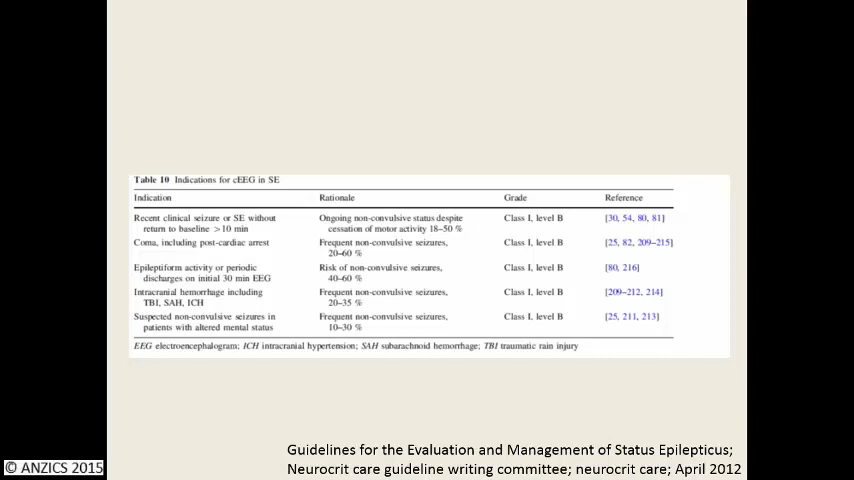 Table 10 Indications for cEEG in SE
Indication Rationale Grade Reference
Recent clinical seizure or SE without Ongoing non-convulsive status despite Class I, level B [30, 54, 80, 81]
return to baseline >10 min cessation of motor activity 18–50 %
Coma, including post-cardiac arrest Frequent non-convulsive seizures, Class I, level B [25, 82, 209–215]
20–60 %
Epileptiform activity or periodic Risk of non-convulsive seizures, Class I, level B [80, 216]
discharges on initial 30 min EEG 40–60 %
Intracranial hemorrhage including Frequent non-convulsive seizures, Class I, level B [209–212, 214]
TBI, SAH, ICH 20–35 %
Suspected non-convulsive seizures in Frequent non-convulsive seizures, Class I, level B [25, 211, 213]
patients with altered mental status 10–30 %
EEG electroencephalogram; ICH intracranial hypertension; SAH subarachnoid hemorrhage; TBI traumatic rain injury
Guidelines for the Evaluation and Management of Status Epilepticus;
Neurocrit care guideline writing committee; neurocrit care; April 2012
© ANZICS 2015